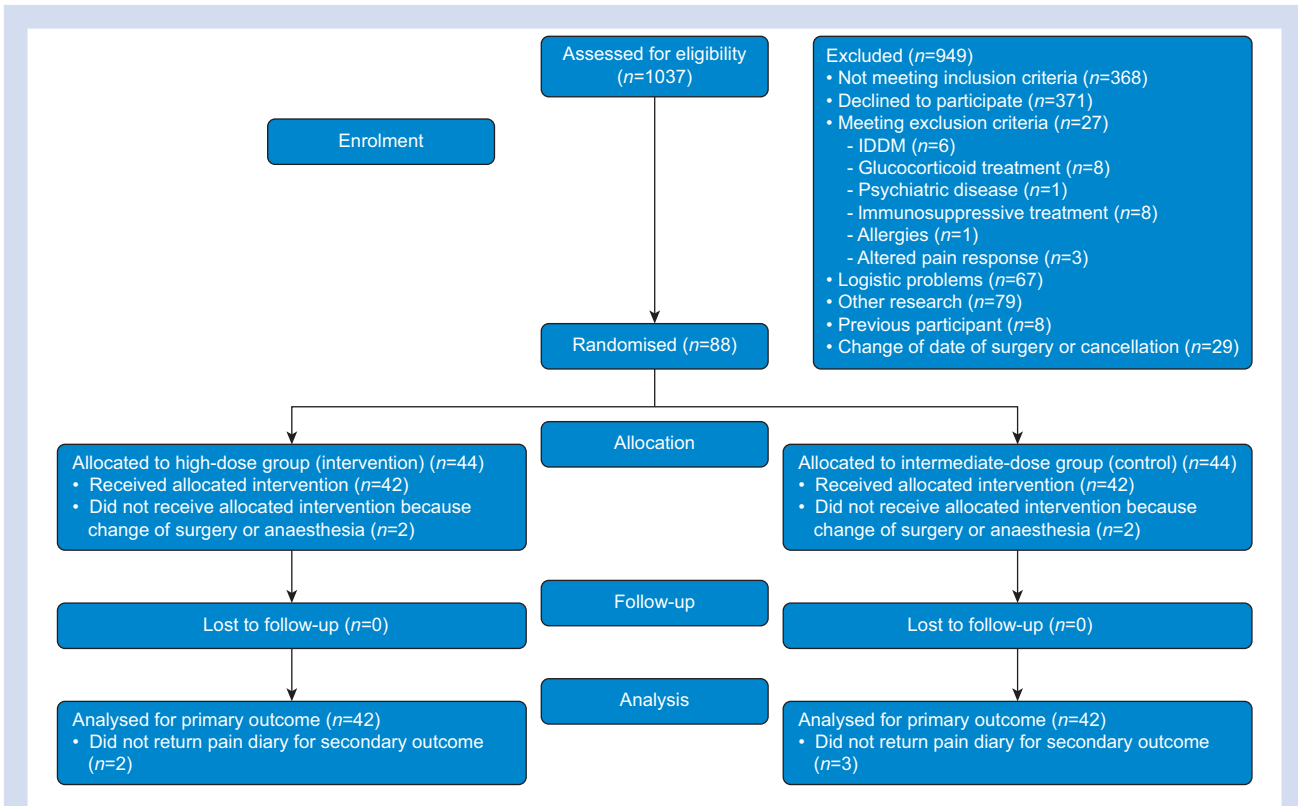 Assessed for eligibility
(n=1037)
Excluded (n=949)
• Not meeting inclusion criteria (n=368)
• Declined to participate (n=371)
• Meeting exclusion criteria (n=27)
- IDDM (n=6)
- Glucocorticoid treatment (n=8)
- Psychiatric disease (n=1)
- Immunosuppressive treatment (n=8)
- Allergies (n=1)
- Altered pain response (n=3)
• Logistic problems (n=67)
• Other research (n=79)
• Previous participant (n=8)
• Change of date of surgery or cancellation (n=29)
Enrolment
Randomised (n=88)
Allocation
Allocated to high-dose group (intervention) (n=44)
• Received allocated intervention (n=42)
• Did not receive allocated intervention because
change of surgery or anaesthesia (n=2)
Allocated to intermediate-dose group (control) (n=44)
• Received allocated intervention (n=42)
• Did not receive allocated intervention because
change of surgery or anaesthesia (n=2)
Follow-up
Lost to follow-up (n=0)
Lost to follow-up (n=0)
Analysis
Analysed for primary outcome (n=42)
• Did not return pain diary for secondary outcome
(n=2)
Analysed for primary outcome (n=42)
• Did not return pain diary for secondary outcome
(n=3)